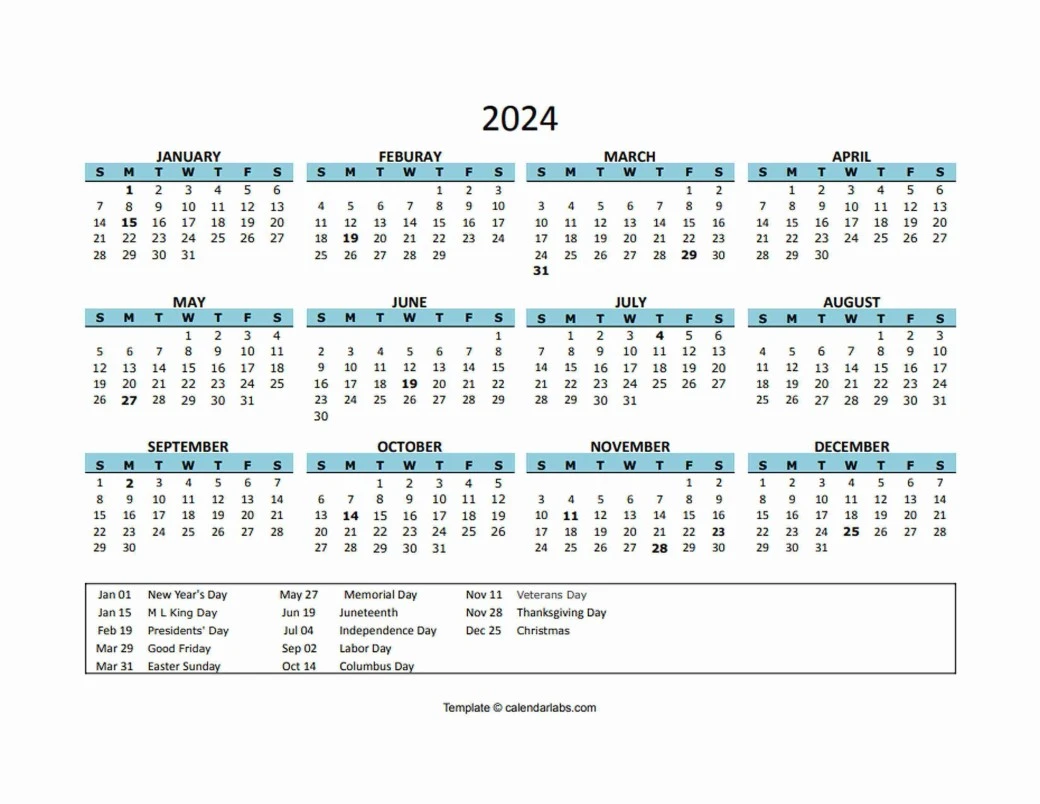 2024
JANUARY FEBURAY MARCH APRIL
S M T W T F S S M T W T F S S M T W T F S S M T W T F S
1 2 3 4 5 6 1 2 3 1 2 1 2 3 4 5 6
7 8 9 10 11 12 13 4 5 6 7 8 9 10 3 4 5 6 7 8 9 7 8 9 10 11 12 13
14 15 16 17 18 19 20 11 12 13 14 15 16 17 10 11 12 13 14 15 16 14 15 16 17 18 19 20
21 22 23 24 25 26 27 18 19 20 21 22 23 24 17 18 19 20 21 22 23 21 22 23 24 25 26 27
28 29 30 31 25 26 27 28 29 24 25 26 27 28 29 30 28 29 30
31
MAY JUNE JULY AUGUST
S M T W T F S S M T W T F S S M T W T F S S M T W T F S
1 2 3 4 1 1 2 3 4 5 6 1 2 3
5 6 7 8 9 10 11 2 3 4 5 6 7 8 7 8 9 10 11 12 13 4 5 6 7 8 9 10
12 13 14 15 16 17 18 9 10 11 12 13 14 15 14 15 16 17 18 19 20 11 12 13 14 15 16 17
19 20 21 22 23 24 25 16 17 18 19 20 21 22 21 22 23 24 25 26 27 18 19 20 21 22 23 24
26 27 28 29 30 31 23 24 25 26 27 28 29 28 29 30 31 25 26 27 28 29 30 31
30
SEPTEMBER OCTOBER NOVEMBER DECEMBER
S M T W T F S S M T W T F S S M T W T F S S M T W T F S
1 2 3 4 5 6 7 1 2 3 4 5 1 2 1 2 3 4 5 6 7
8 9 10 11 12 13 14 6 7 8 9 10 11 12 3 4 5 6 7 8 9 8 9 10 11 12 13 14
15 16 17 18 19 20 21 13 14 15 16 17 18 19 10 11 12 13 14 15 16 15 16 17 18 19 20 21
22 23 24 25 26 27 28 20 21 22 23 24 25 26 17 18 19 20 21 22 23 22 23 24 25 26 27 28
29 30 27 28 29 30 31 24 25 26 27 28 29 30 29 30 31
Jan 01 New Year's Day May 27 Memorial Day Nov 11 Veterans Day
Jan 15 M L King Day Jun 19 Juneteenth Nov 28 Thanksgiving Day
Feb 19 Presidents' Day Jul 04 Independence Day Dec 25 Christmas
Mar 29 Good Friday Sep 02 Labor Day
Mar 31 Easter Sunday Oct 14 Columbus Day
Template © calendarlabs.com